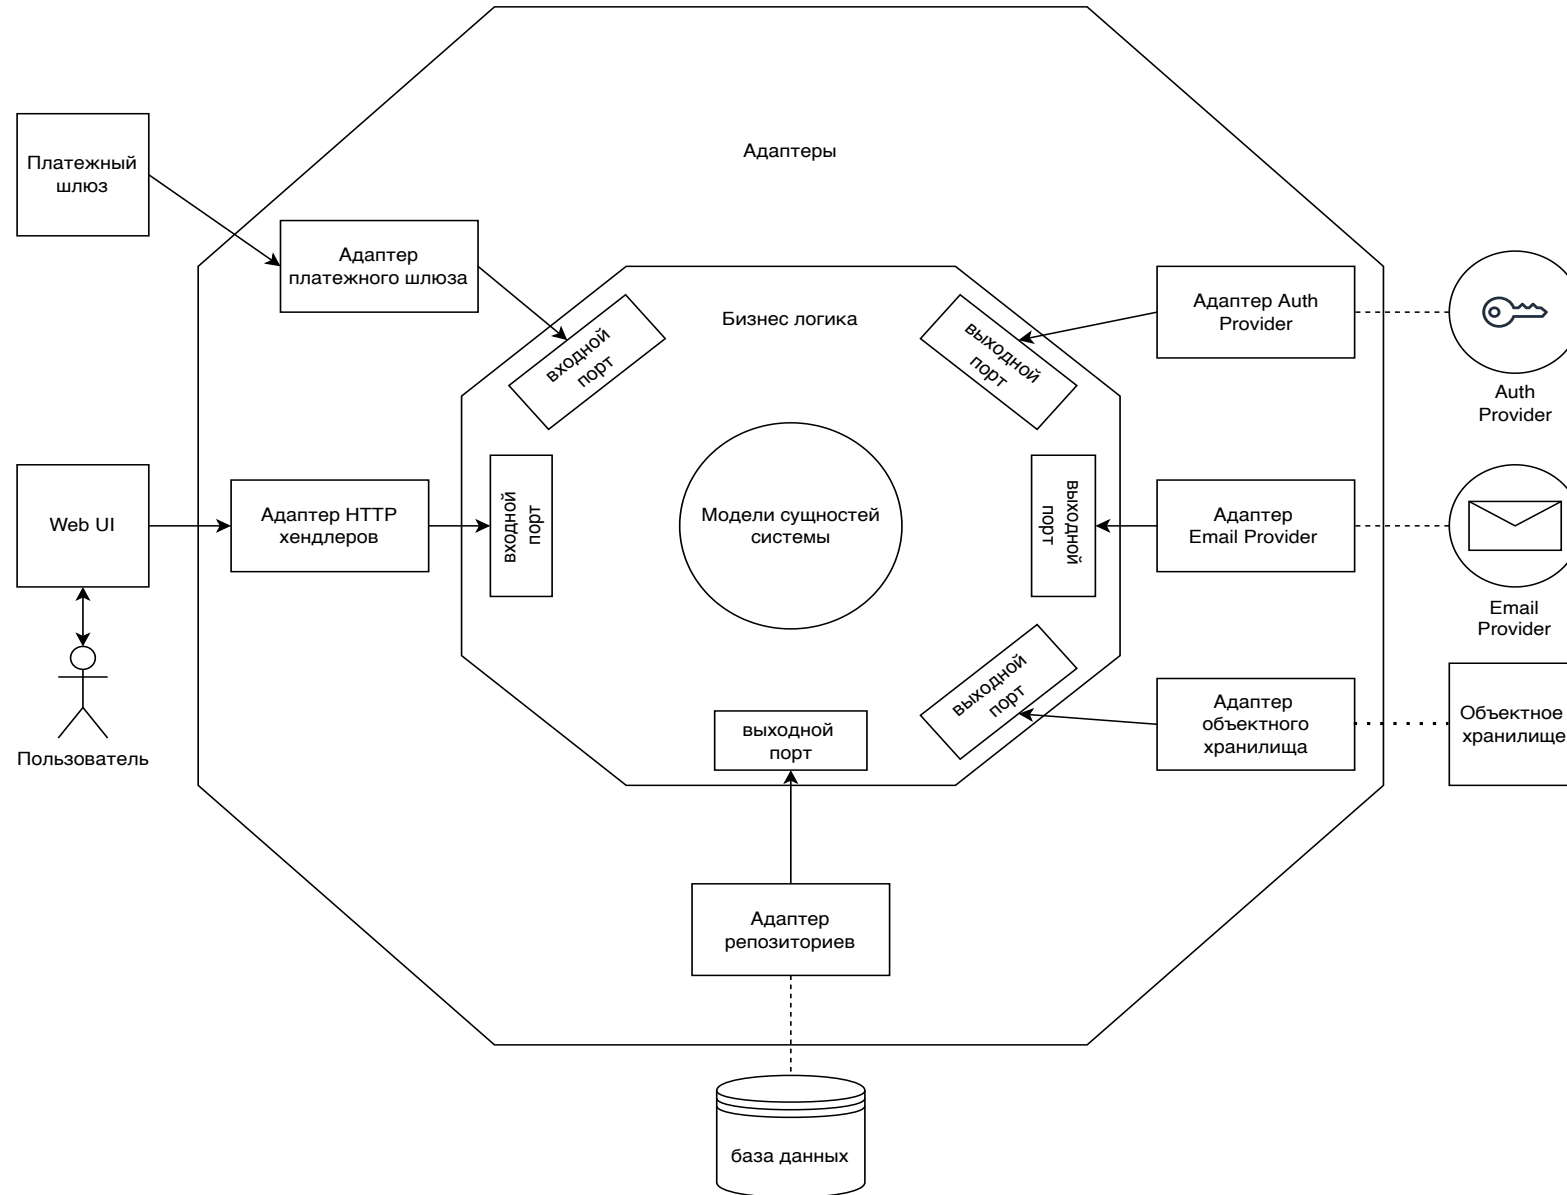 Адаптеры
Платежный
шлюз
Адаптер
платежного шлюза
Бизнес логика
входной
порт
выходной
порт
Адаптер Auth
Provider
Auth
Provider
Web UI
Адаптер HTTP
хендлеров
входной
порт
Модели сущностей
системы
выходной
порт
Адаптер
Email Provider
Email
Provider
Пользователь
выходной
порт
выходной
порт
Адаптер
объектного
хранилища
Объектное
хранилище
Адаптер
репозиториев
база данных